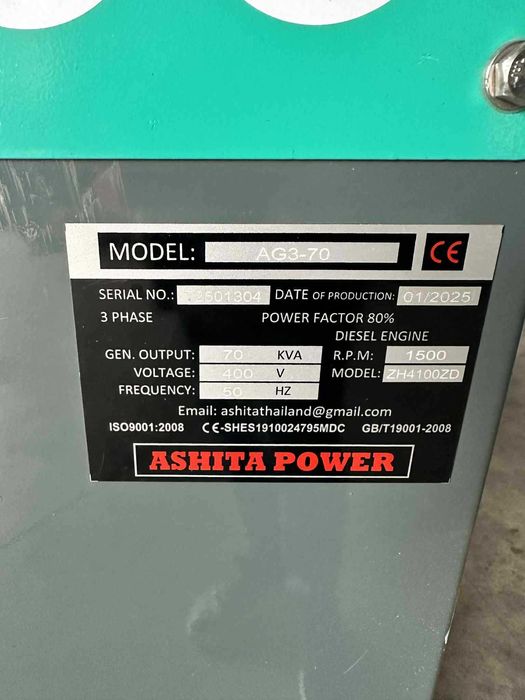 MODEL: AG3-70 CE
SERIAL NO.: DATE OF PRODUCTION: 01/2025
3 PHASE POWER FACTOR 80%
DIESEL ENGINE
GEN. OUTPUT: 70 KVA R.P.M: 1500
VOLTAGE: 400 V MODEL: ZH4100ZD
FREQUENCY: 50 HZ
Email: ashitathailand@gmail.com
ISO9001:2008 CE-SHES1910024795MDC GB/T19001-2008
ASHITA POWER